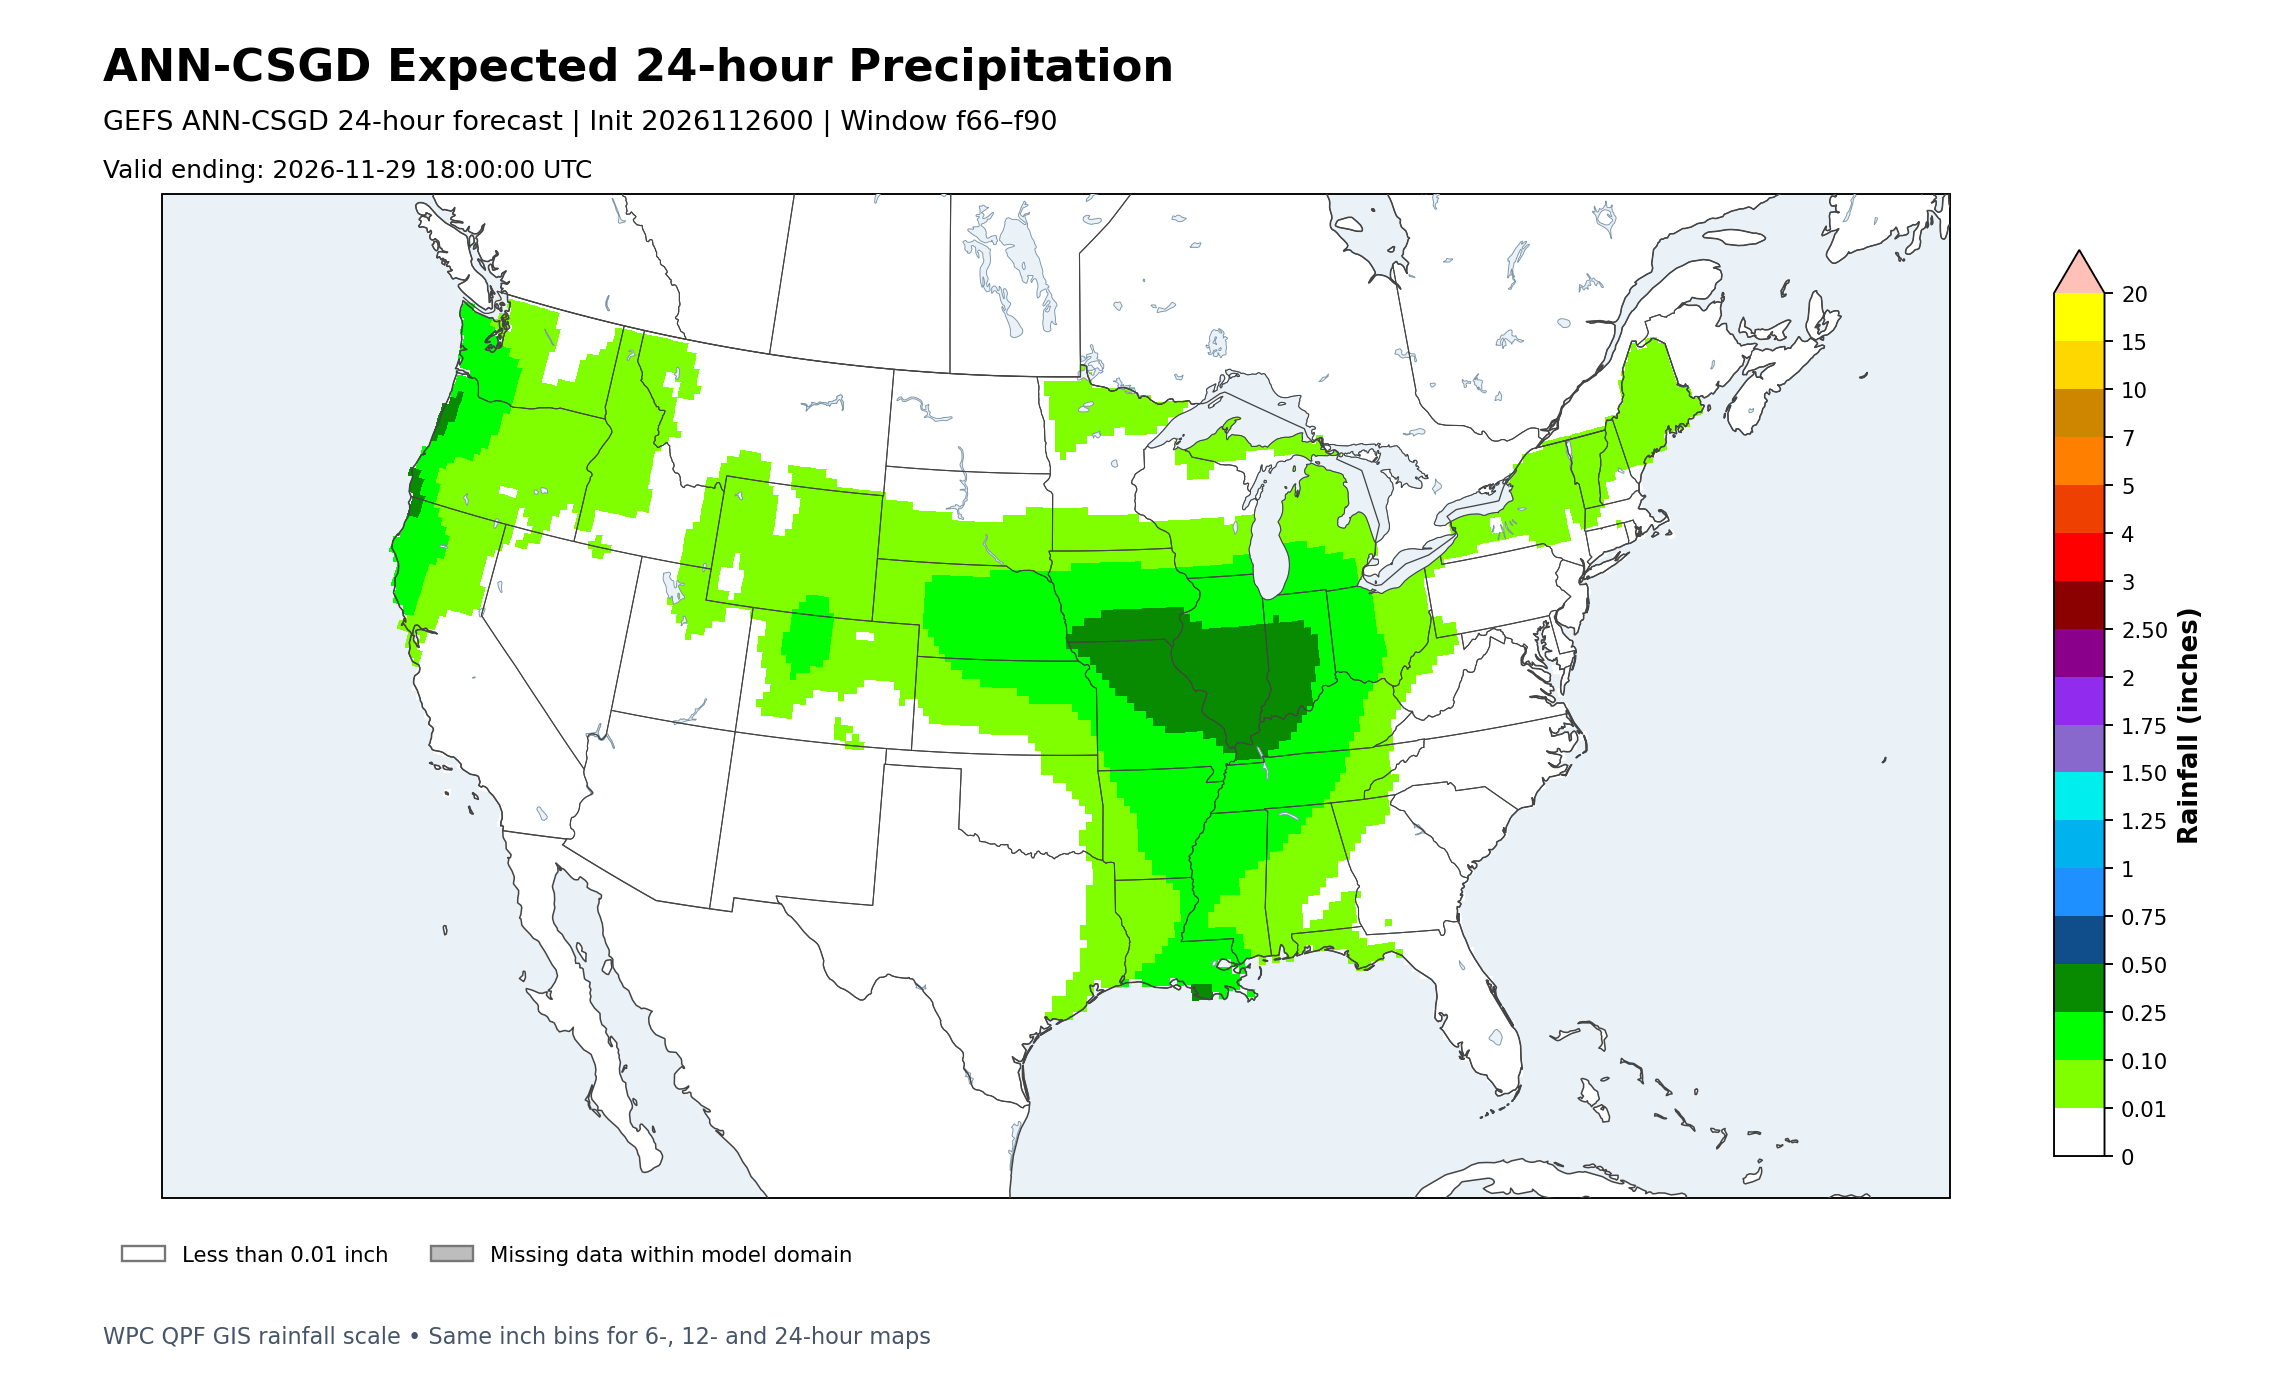 ANN-CSGD Expected 24-hour Precipitation
GEFS ANN-CSGD 24-hour forecast | Init 2026112600 | Window f66–f90
Valid ending: 2026-11-29 18:00:00 UTC
20
15
10
7
5
4
3
2.50
2
1.75
1.50
1.25
1
0.75
0.50
0.25
0.10
0.01
0
Rainfall (inches)
Less than 0.01 inch
Missing data within model domain
WPC QPF GIS rainfall scale • Same inch bins for 6-, 12- and 24-hour maps